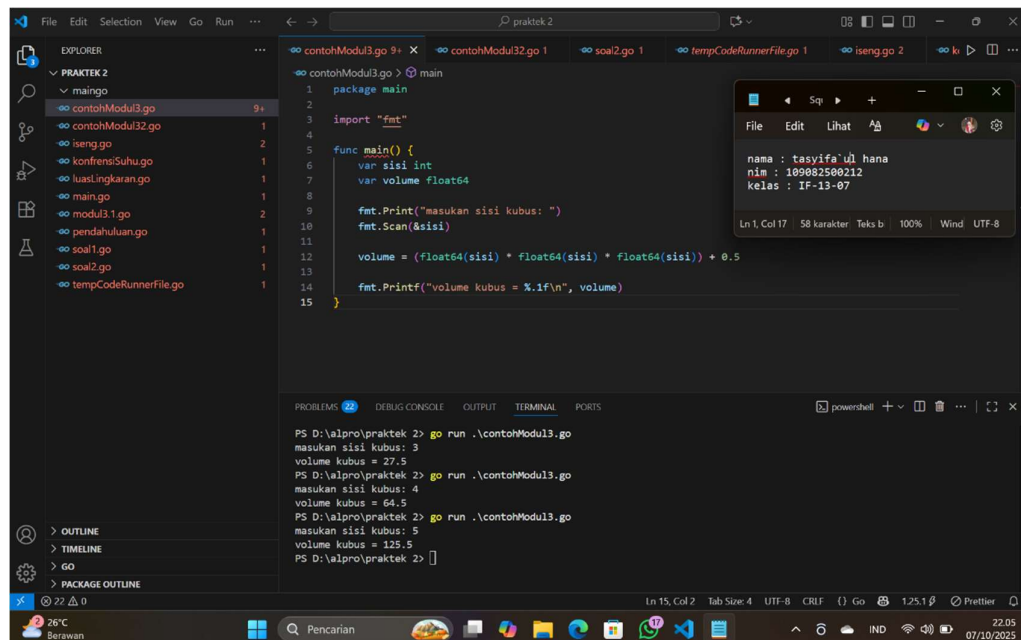 File Edit Selection View Go Run ... praktek 2
EXPLORER ...
PRAKTEK 2
maingo
contohModul3.go 9+
contohModul32.go 1
iseng.go 2
konfrensiSuhu.go 1
luasLingkaran.go 1
main.go 1
modul3.1.go 2
pendahuluan.go 1
soal1.go 1
soal2.go 1
tempCodeRunnerFile.go 1
OUTLINE
TIMELINE
GO
PACKAGE OUTLINE
contohModul3.go 9+ contohModul32.go 1 soal2.go 1 tempCodeRunnerFile.go 1 iseng.go 2
contohModul3.go > main
1 package main
2
3 import "fmt"
4
5 func main() {
6 var sisi int
7 var volume float64
8
9 fmt.Print("masukan sisi kubus: ")
10 fmt.Scan(&sisi)
11
12 volume = (float64(sisi) * float64(sisi) * float64(sisi)) + 0.5
13
14 fmt.Printf("volume kubus = %.1f\n", volume)
15 }
Sqi
File Edit Lihat
nama : tasyifa`ul hana
nim : 109082500212
kelas : IF-13-07
Ln 1, Col 17 58 karakter Teks b 100% Wind UTF-8
PROBLEMS 22 DEBUG CONSOLE OUTPUT TERMINAL PORTS powershell
PS D:\alpro\praktek 2> go run .\contohModul3.go
masukan sisi kubus: 3
volume kubus = 27.5
PS D:\alpro\praktek 2> go run .\contohModul3.go
masukan sisi kubus: 4
volume kubus = 64.5
PS D:\alpro\praktek 2> go run .\contohModul3.go
masukan sisi kubus: 5
volume kubus = 125.5
PS D:\alpro\praktek 2>
22 0 Ln 15, Col 2 Tab Size: 4 UTF-8 CRLF {} Go 1.25.1 Prettier
26°C
Berawan
Pencarian
17
IND
22.05
07/10/2025